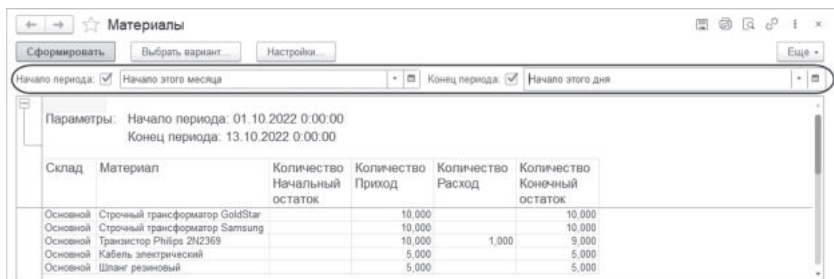 Материалы
Сформировать Выбрать вариант... Настройки... Еще
Начало периода: Начало этого месяца Конец периода: Начало этого дня
Параметры: Начало периода: 01.10.2022 0:00:00
Конец периода: 13.10.2022 0:00:00
Склад Материал Количество Начальный остаток Количество Приход Количество Расход Количество Конечный остаток
Основной Строчный трансформатор GoldStar 10,000 10,000
Основной Строчный трансформатор Samsung 10,000 10,000
Основной Транзистор Philips 2N2369 10,000 1,000 9,000
Основной Кабель электрический 5,000 5,000
Основной Шланг резиновый 5,000 5,000